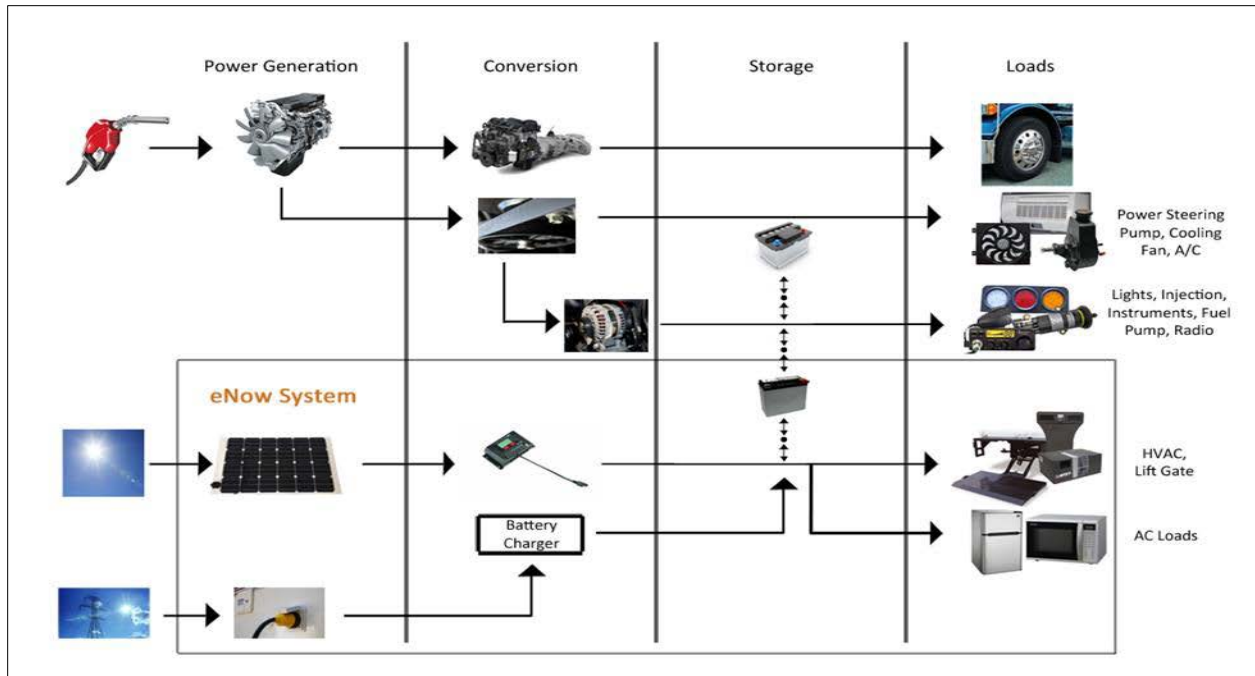 Power Generation
Conversion
Storage
Loads
Power Steering
Pump, Cooling
Fan, A/C
Lights, Injection,
Instruments, Fuel
Pump, Radio
eNow System
HVAC,
Lift Gate
Battery
Charger
AC Loads